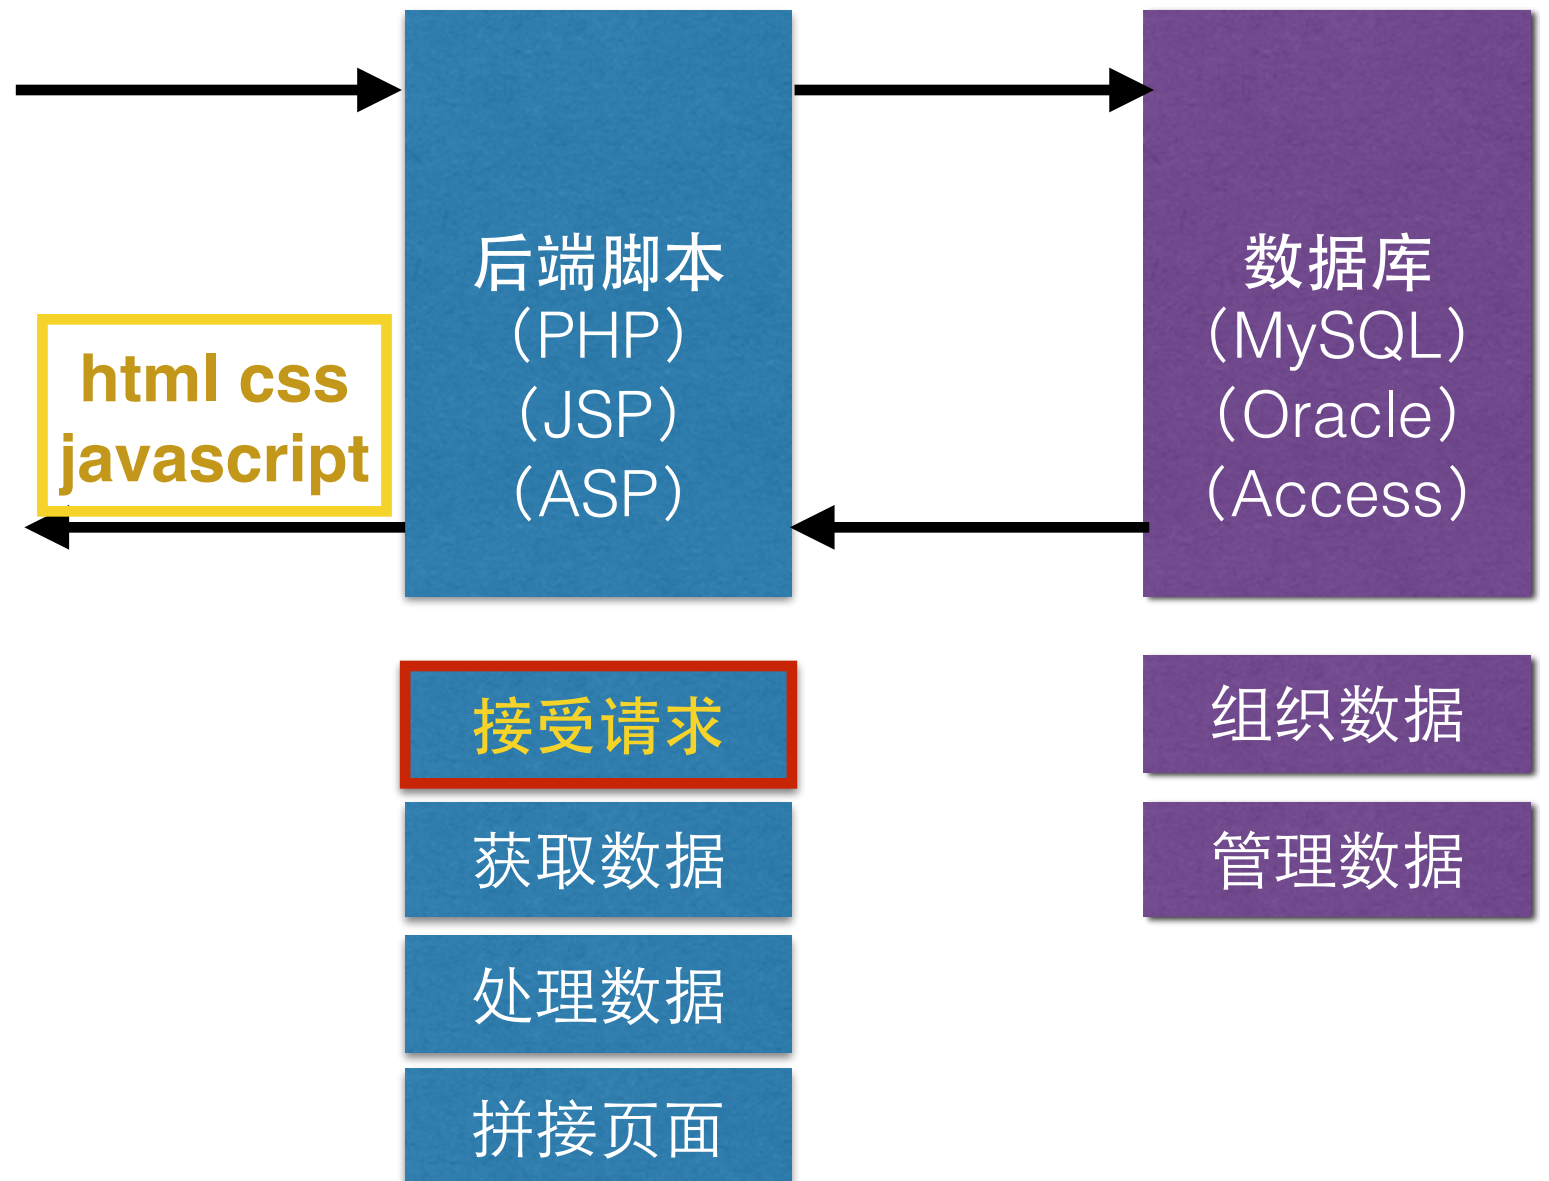 后端脚本
（PHP）
（JSP）
（ASP）
数据库
（MySQL）
（Oracle）
（Access）
html css
javascript
接受请求
获取数据
处理数据
拼接页面
组织数据
管理数据